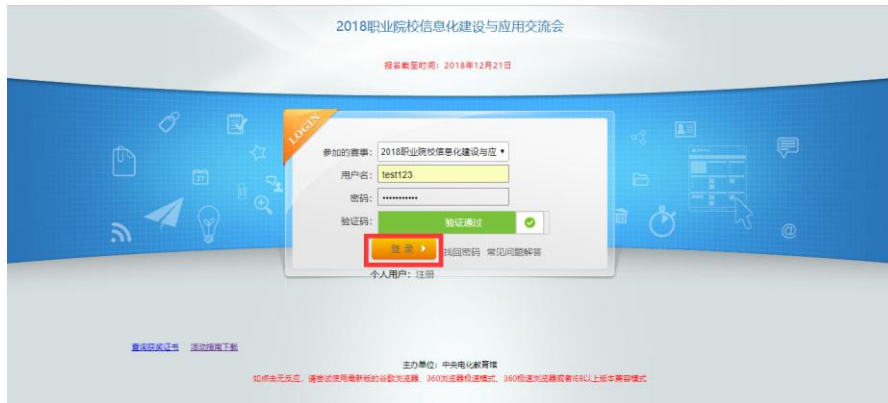 2018职业院校信息化建设与应用交流会
报名截至时间：2018年12月21日
LOGIN
参加的赛事： 2018职业院校信息化建设与应
用户名： test123
密码： •••••••••••
验证码： 验证通过
登录 找回密码 常见问题解答
个人用户：注册
查询获奖证书 活动指南下载
主办单位：中央电化教育馆
如点击无反应，请尝试使用最新版的谷歌浏览器、360浏览器极速模式、360极速浏览器或者IE8以上版本兼容模式